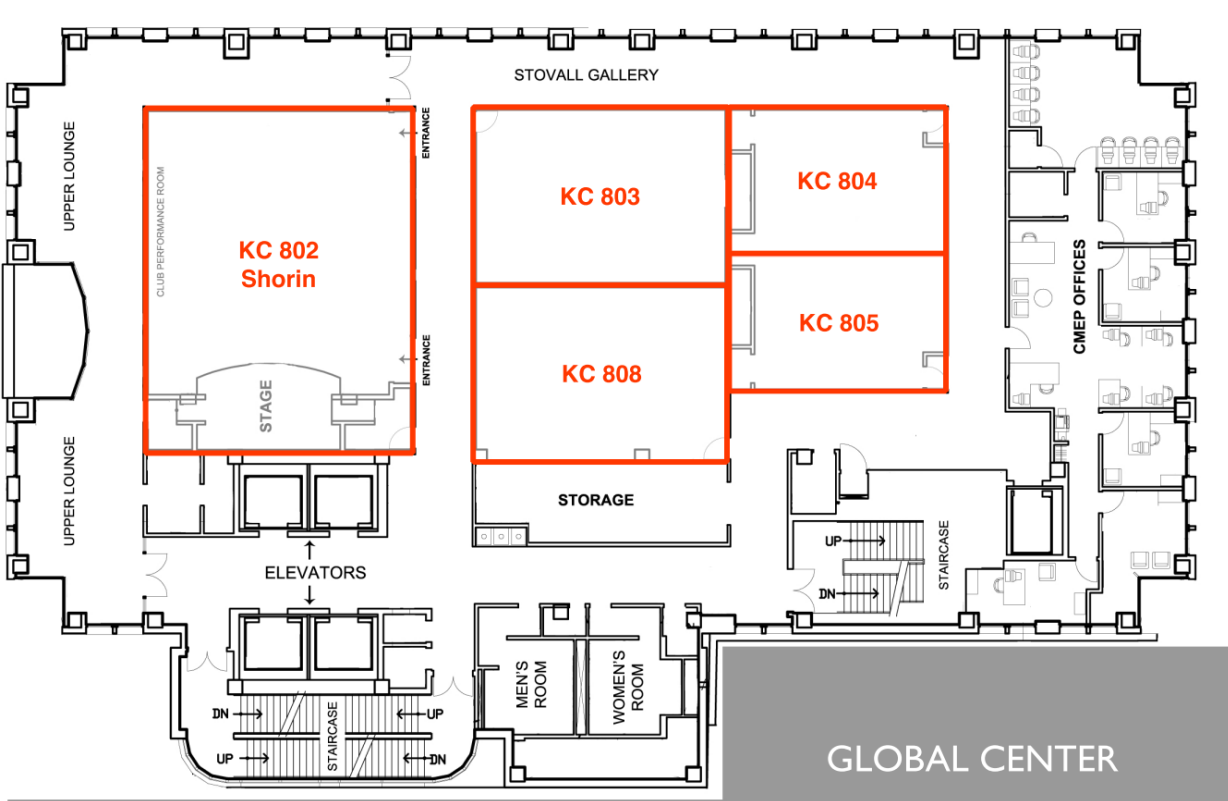 STOVALL GALLERY
UPPER LOUNGE
CLUB PERFORMANCE ROOM
KC 802
Shorin
ENTRANCE
ENTRANCE
STAGE
KC 803
KC 804
KC 805
KC 808
CMEP OFFICES
UPPER LOUNGE
STORAGE
ELEVATORS
UP
DN
STAIRCASE
MEN'S
ROOM
WOMEN'S
ROOM
DN
UP
UP
DN
STAIRCASE
GLOBAL CENTER